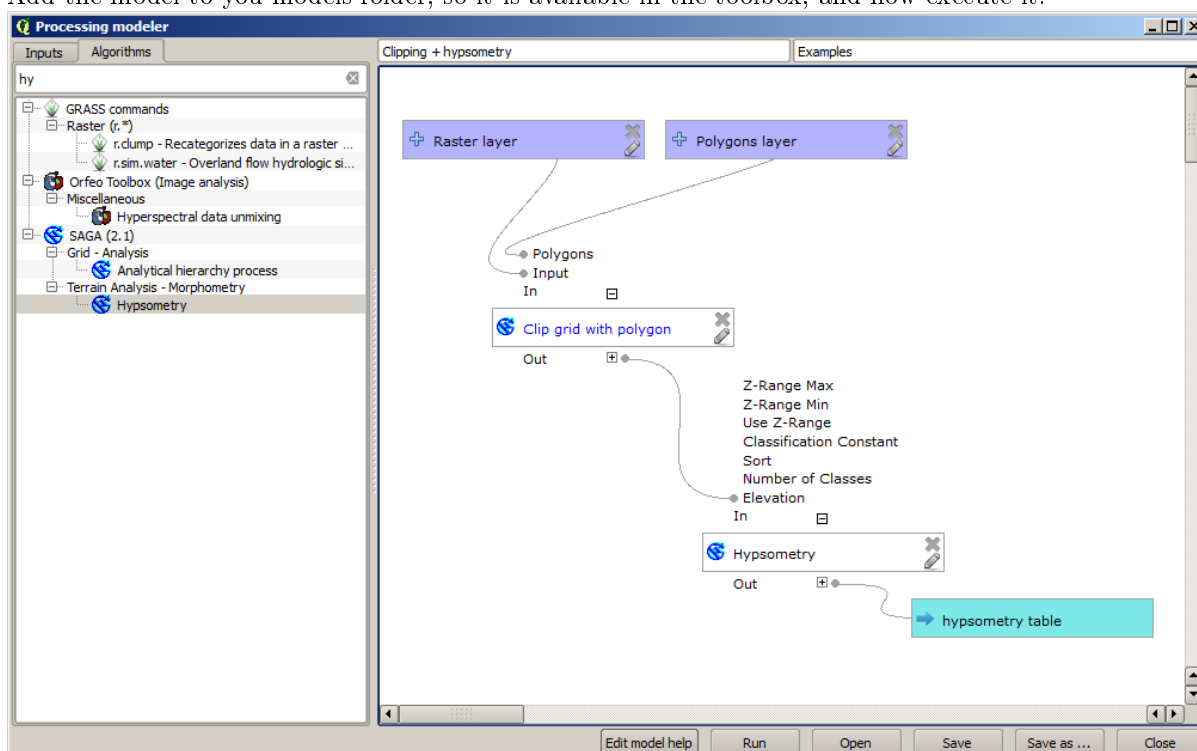 Add the model to you models folder, so it is available in the toolbox, and now execute it.
Processing modeler
Inputs
Algorithms
hy
GRASS commands
Raster (r.*)
r.clump - Recategorizes data in a raster ...
r.sim.water - Overland flow hydrologic si...
Orfeo Toolbox (Image analysis)
Miscellaneous
Hyperspectral data unmixing
SAGA (2.1)
Grid - Analysis
Analytical hierarchy process
Terrain Analysis - Morphometry
Hypsometry
Clipping + hypsometry
Examples
Raster layer
Polygons layer
Polygons
Input
In
Clip grid with polygon
Out
Z-Range Max
Z-Range Min
Use Z-Range
Classification Constant
Sort
Number of Classes
Elevation
In
Hypsometry
Out
hypsometry table
Edit model help
Run
Open
Save
Save as ...
Close